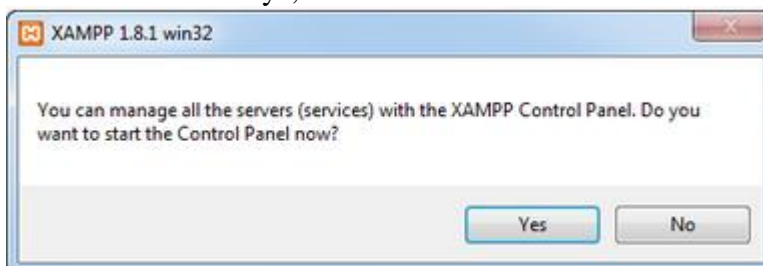 XAMPP 1.8.1 win32
You can manage all the servers (services) with the XAMPP Control Panel. Do you
want to start the Control Panel now?
Yes No